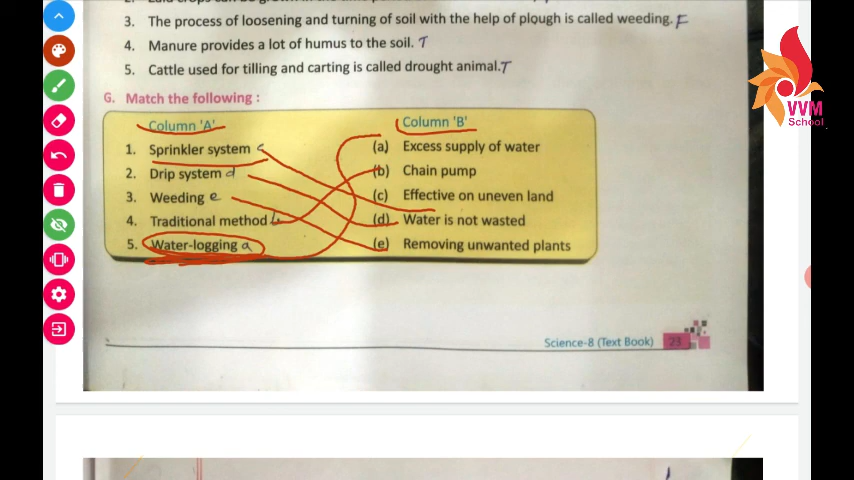 3. The process of loosening and turning of soil with the help of plough is called weeding. F
4. Manure provides a lot of humus to the soil. T
5. Cattle used for tilling and carting is called drought animal. T
G. Match the following :
Column 'A' Column 'B'
1. Sprinkler system c (a) Excess supply of water
2. Drip system d (b) Chain pump
3. Weeding e (c) Effective on uneven land
4. Traditional method b (d) Water is not wasted
5. Water-logging a (e) Removing unwanted plants
Science-8 (Text Book) 23
VVM
School